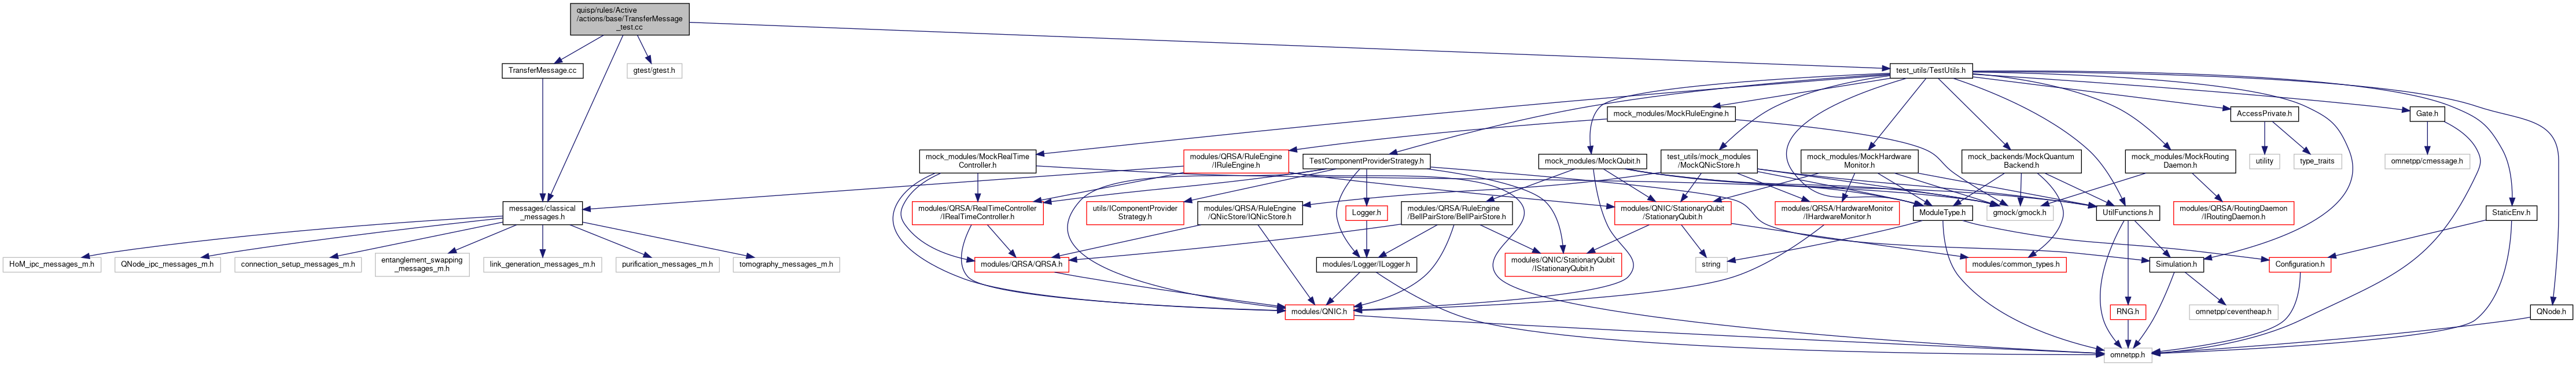 quisp/rules/Active
/actions/base/TransferMessage
_test.cc
TransferMessage.cc
gtest/gtest.h
test_utils/TestUtils.h
mock_modules/MockRuleEngine.h
AccessPrivate.h
Gate.h
mock_modules/MockRealTime
Controller.h
modules/QRSA/RuleEngine
/IRuleEngine.h
TestComponentProviderStrategy.h
mock_modules/MockQubit.h
test_utils/mock_modules
/MockQNicStore.h
mock_modules/MockHardware
Monitor.h
mock_backends/MockQuantum
Backend.h
mock_modules/MockRouting
Daemon.h
utility
type_traits
omnetpp/cmessage.h
messages/classical
_messages.h
modules/QRSA/RealTimeController
/IRealTimeController.h
utils/IComponentProvider
Strategy.h
modules/QRSA/RuleEngine
/QNicStore/IQNicStore.h
Logger.h
modules/QRSA/RuleEngine
/BellPairStore/BellPairStore.h
modules/QNIC/StationaryQubit
/StationaryQubit.h
modules/QRSA/HardwareMonitor
/IHardwareMonitor.h
ModuleType.h
gmock/gmock.h
UtilFunctions.h
modules/QRSA/RoutingDaemon
/IRoutingDaemon.h
StaticEnv.h
HoM_ipc_messages_m.h
QNode_ipc_messages_m.h
connection_setup_messages_m.h
entanglement_swapping
_messages_m.h
link_generation_messages_m.h
purification_messages_m.h
tomography_messages_m.h
modules/QRSA/QRSA.h
modules/Logger/ILogger.h
modules/QNIC/StationaryQubit
/IStationaryQubit.h
string
modules/common_types.h
Simulation.h
Configuration.h
modules/QNIC.h
RNG.h
omnetpp/ceventheap.h
QNode.h
omnetpp.h